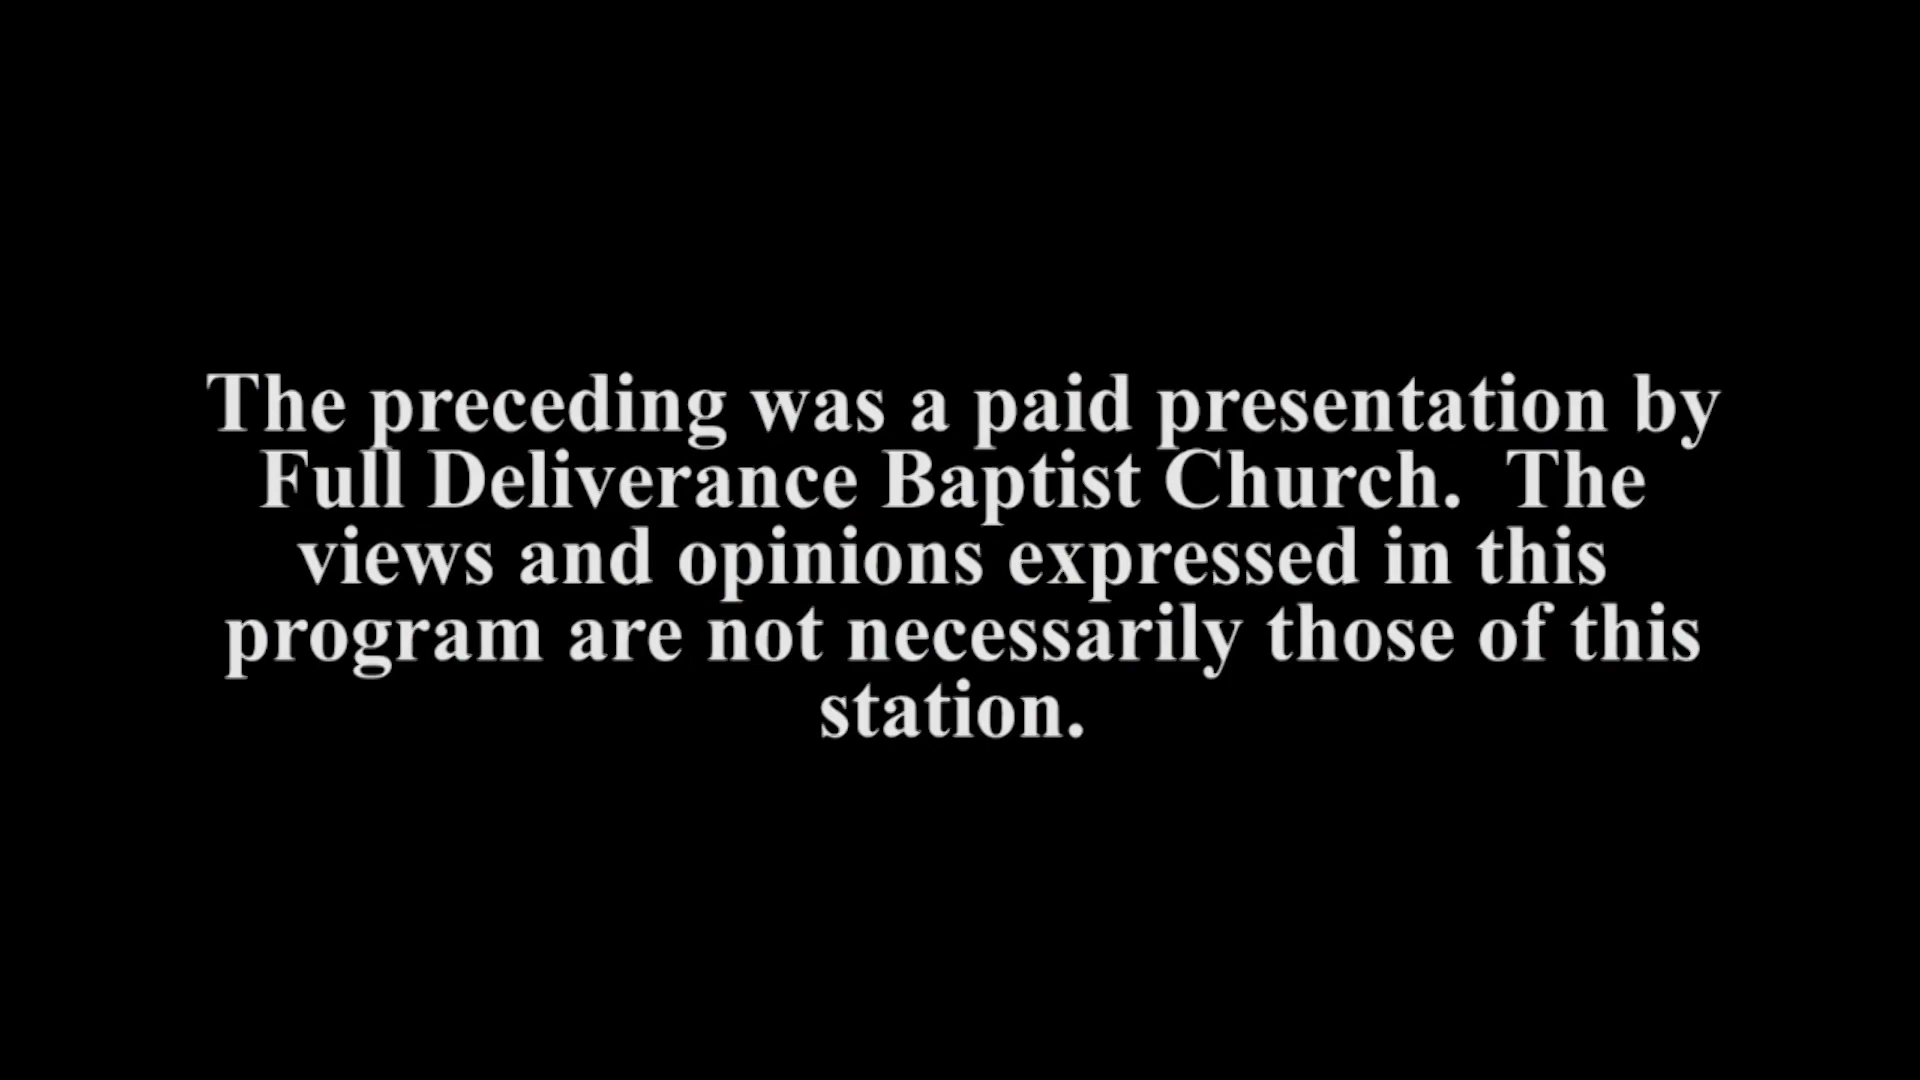 The preceding was a paid presentation by
Full Deliverance Baptist Church.  The
views and opinions expressed in this
program are not necessarily those of this
station.